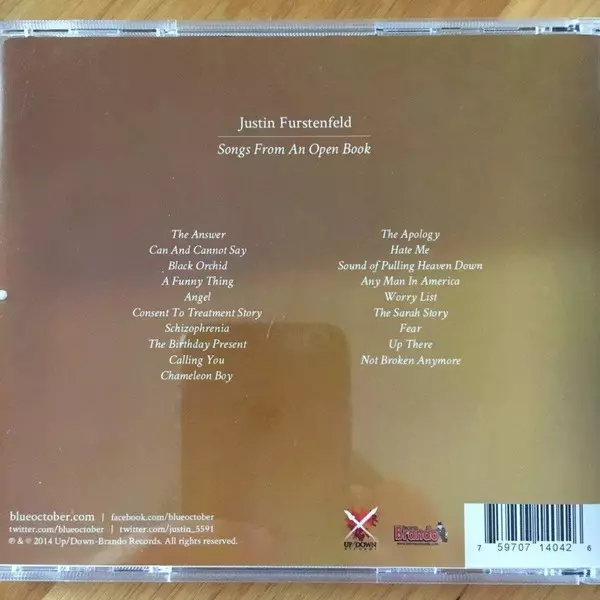 Justin Furstenfeld
Songs From An Open Book
The Answer
Can And Cannot Say
Black Orchid
A Funny Thing
Angel
Consent To Treatment Story
Schizophrenia
The Birthday Present
Calling You
Chameleon Boy
The Apology
Hate Me
Sound of Pulling Heaven Down
Any Man In America
Worry List
The Sarah Story
Fear
Up There
Not Broken Anymore
blueoctober.com | facebook.com/blueoctober
twitter.com/blueoctober | twitter.com/justin_5591
℗ & © 2014 Up/Down-Brando Records. All rights reserved.
UP/DOWN
Brando
7 59707 14042 6